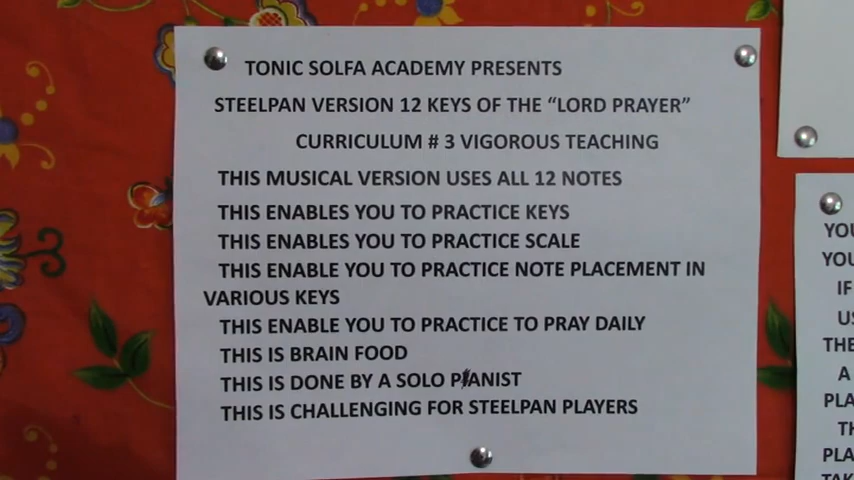 TONIC SOLFA ACADEMY PRESENTS
STEELPAN VERSION 12 KEYS OF THE “LORD PRAYER”
CURRICULUM # 3 VIGOROUS TEACHING
THIS MUSICAL VERSION USES ALL 12 NOTES
THIS ENABLES YOU TO PRACTICE KEYS
THIS ENABLES YOU TO PRACTICE SCALE
THIS ENABLE YOU TO PRACTICE NOTE PLACEMENT IN
VARIOUS KEYS
THIS ENABLE YOU TO PRACTICE TO PRAY DAILY
THIS IS BRAIN FOOD
THIS IS DONE BY A SOLO PANIST
THIS IS CHALLENGING FOR STEELPAN PLAYERS
IF
A